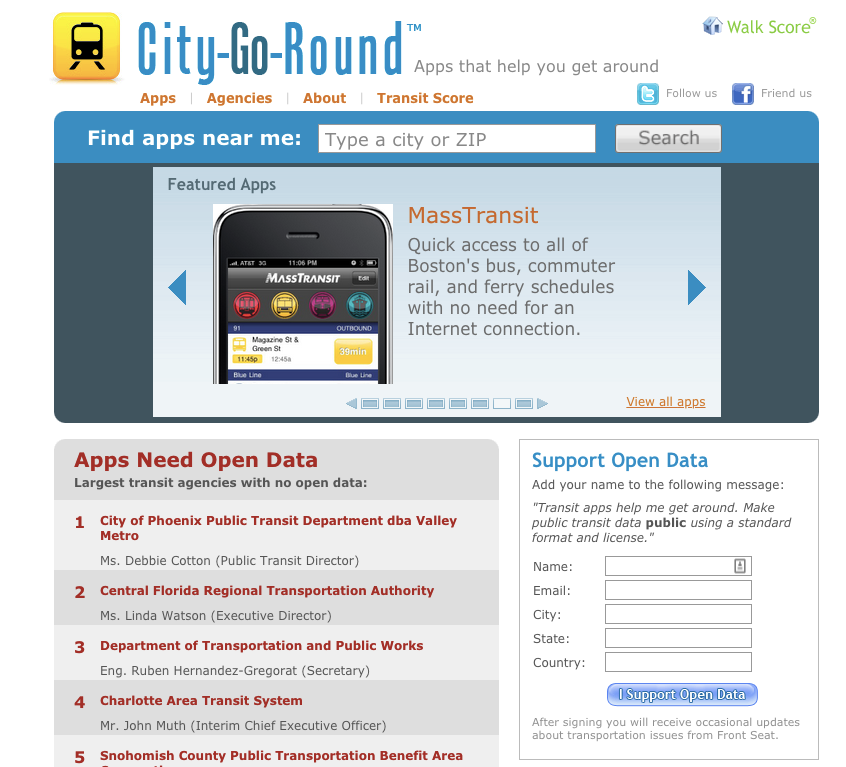 City-Go-Round™
Apps that help you get around
Walk Score®
Apps | Agencies | About | Transit Score
Follow us
Friend us
Find apps near me:
Type a city or ZIP
Search
Featured Apps
AT&T 3G 11:06 PM
MASSTRANSIT
Edit
91 OUTBOUND
Magazine St &
Green St
11:45p 12:45a
39min
Blue Line Blue Line
MassTransit
Quick access to all of
Boston's bus, commuter
rail, and ferry schedules
with no need for an
Internet connection.
View all apps
Apps Need Open Data
Largest transit agencies with no open data:
1 City of Phoenix Public Transit Department dba Valley
Metro
Ms. Debbie Cotton (Public Transit Director)
2 Central Florida Regional Transportation Authority
Ms. Linda Watson (Executive Director)
3 Department of Transportation and Public Works
Eng. Ruben Hernandez-Gregorat (Secretary)
4 Charlotte Area Transit System
Mr. John Muth (Interim Chief Executive Officer)
5 Snohomish County Public Transportation Benefit Area
Support Open Data
Add your name to the following message:
"Transit apps help me get around. Make
public transit data public using a standard
format and license."
Name:
Email:
City:
State:
Country:
I Support Open Data
After signing you will receive occasional updates
about transportation issues from Front Seat.